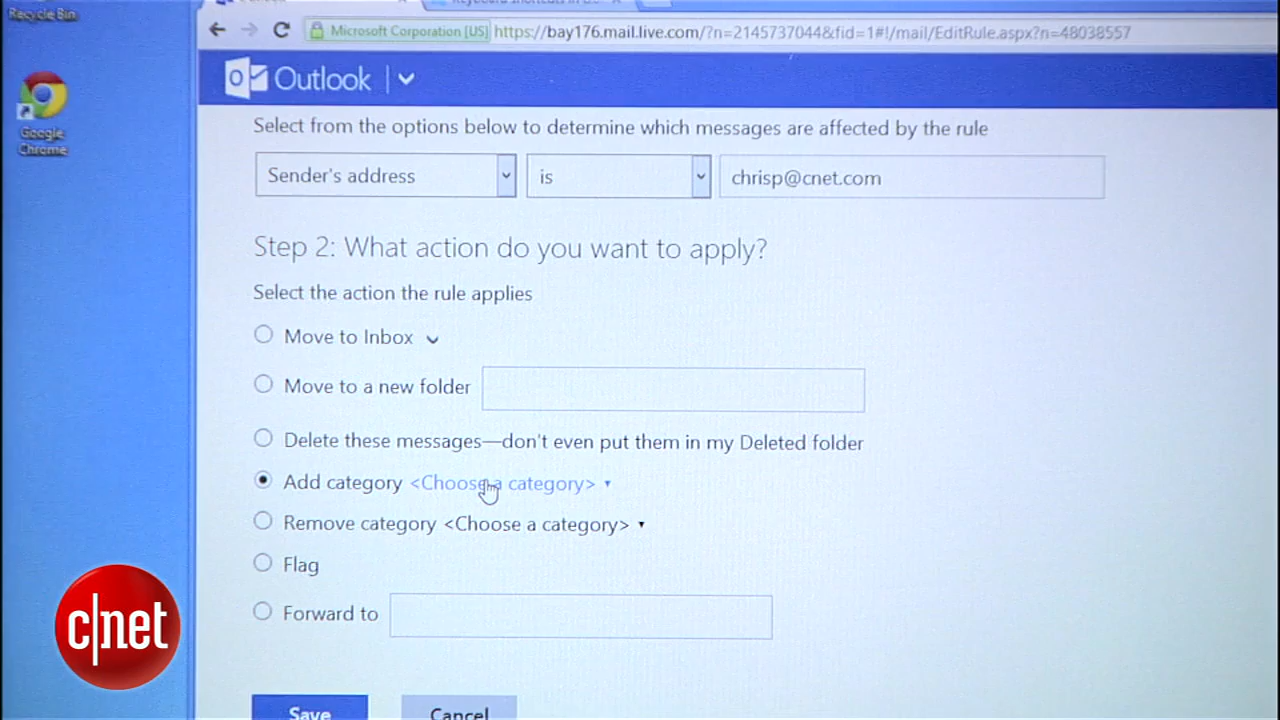 Recycle Bin
Microsoft Corporation [US] https://bay176.mail.live.com/?n=2145737044&fid=1#!/mail/EditRule.aspx?n=48038557
Outlook
Google
Chrome
Select from the options below to determine which messages are affected by the rule
Sender's address is chrisp@cnet.com
Step 2: What action do you want to apply?
Select the action the rule applies
Move to Inbox
Move to a new folder
Delete these messages—don't even put them in my Deleted folder
Add category <Choose a category>
Remove category <Choose a category>
Flag
Forward to
c|net
Save Cancel